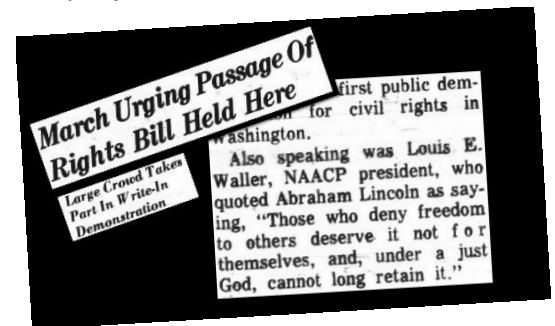 March Urging Passage Of
Rights Bill Held Here
Large Crowd Takes
Part In Write-In
Demonstration
first public dem-
for civil rights in
Washington.
Also speaking was Louis E.
Waller, NAACP president, who
quoted Abraham Lincoln as say-
ing, "Those who deny freedom
to others deserve it not for
themselves, and, under a just
God, cannot long retain it."